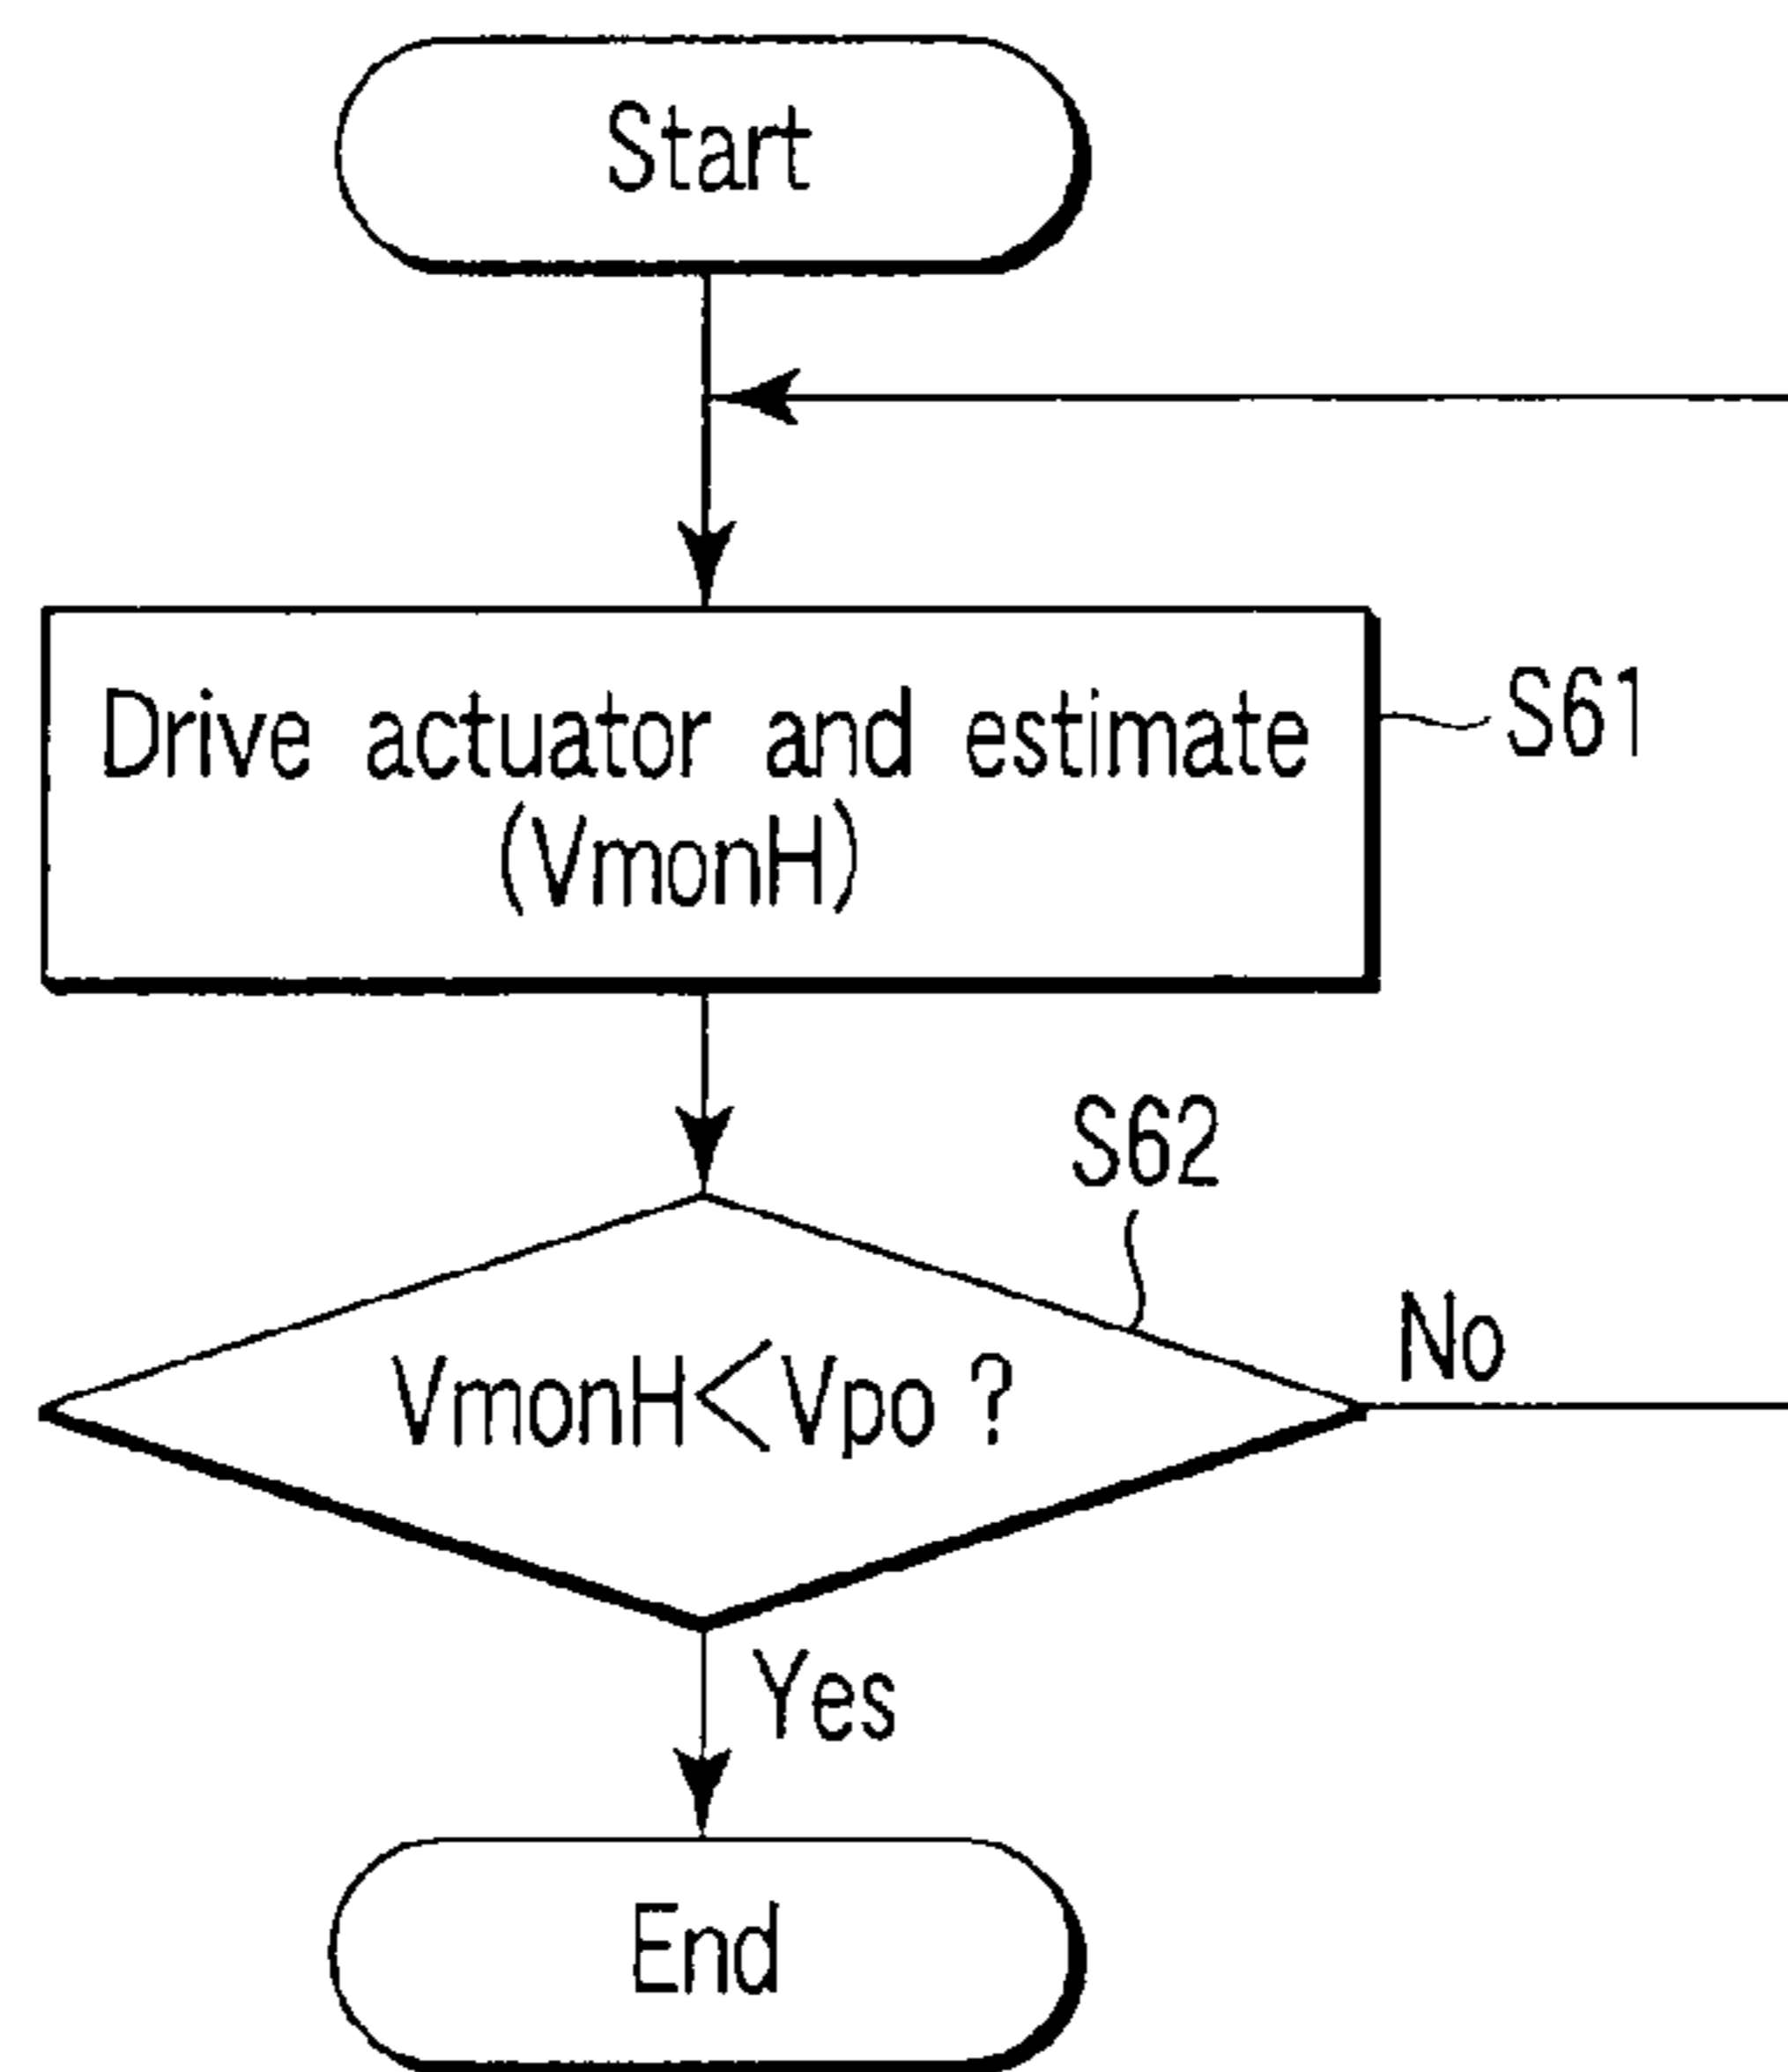 Start
Drive actuator and estimate
(VmonH)
S61
S62
VmonH<Vpo ?
No
Yes
End